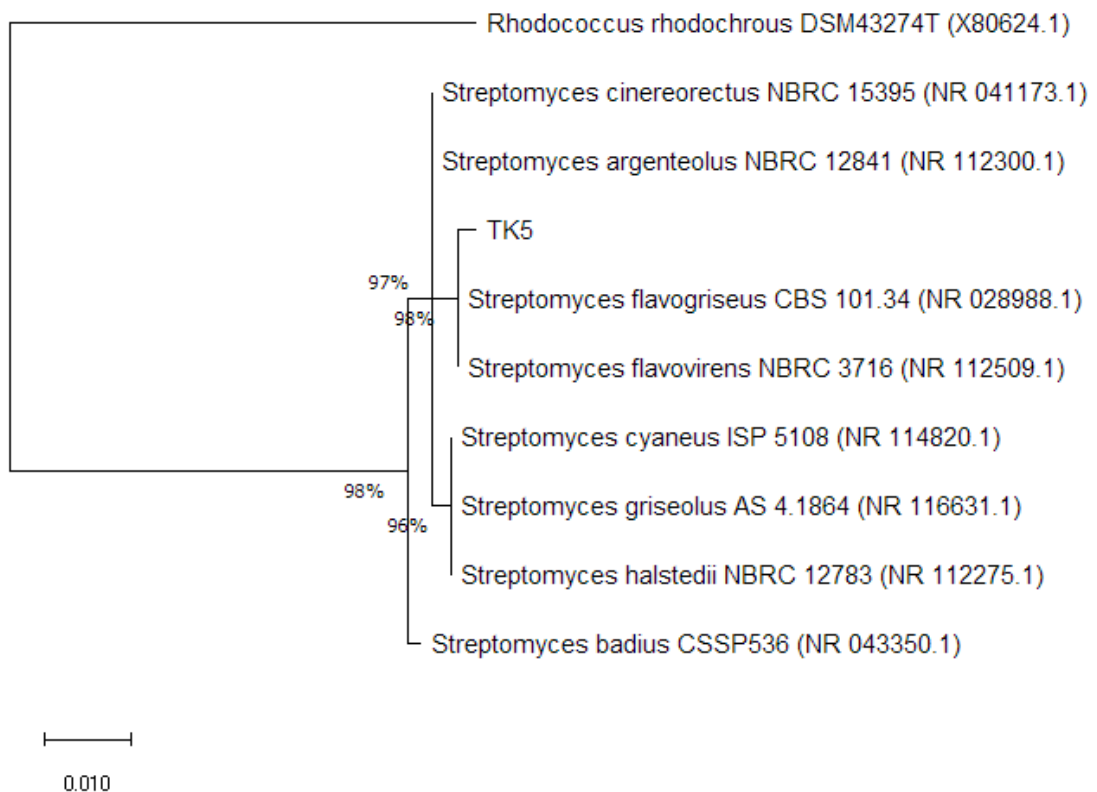 Rhodococcus rhodochrous DSM43274T (X80624.1)
Streptomyces cinereorectus NBRC 15395 (NR 041173.1)
Streptomyces argenteolus NBRC 12841 (NR 112300.1)
TK5
97%
Streptomyces flavogriseus CBS 101.34 (NR 028988.1)
98%
Streptomyces flavovirens NBRC 3716 (NR 112509.1)
Streptomyces cyaneus ISP 5108 (NR 114820.1)
98%
Streptomyces griseolus AS 4.1864 (NR 116631.1)
96%
Streptomyces halstedii NBRC 12783 (NR 112275.1)
Streptomyces badius CSSP536 (NR 043350.1)
0.010